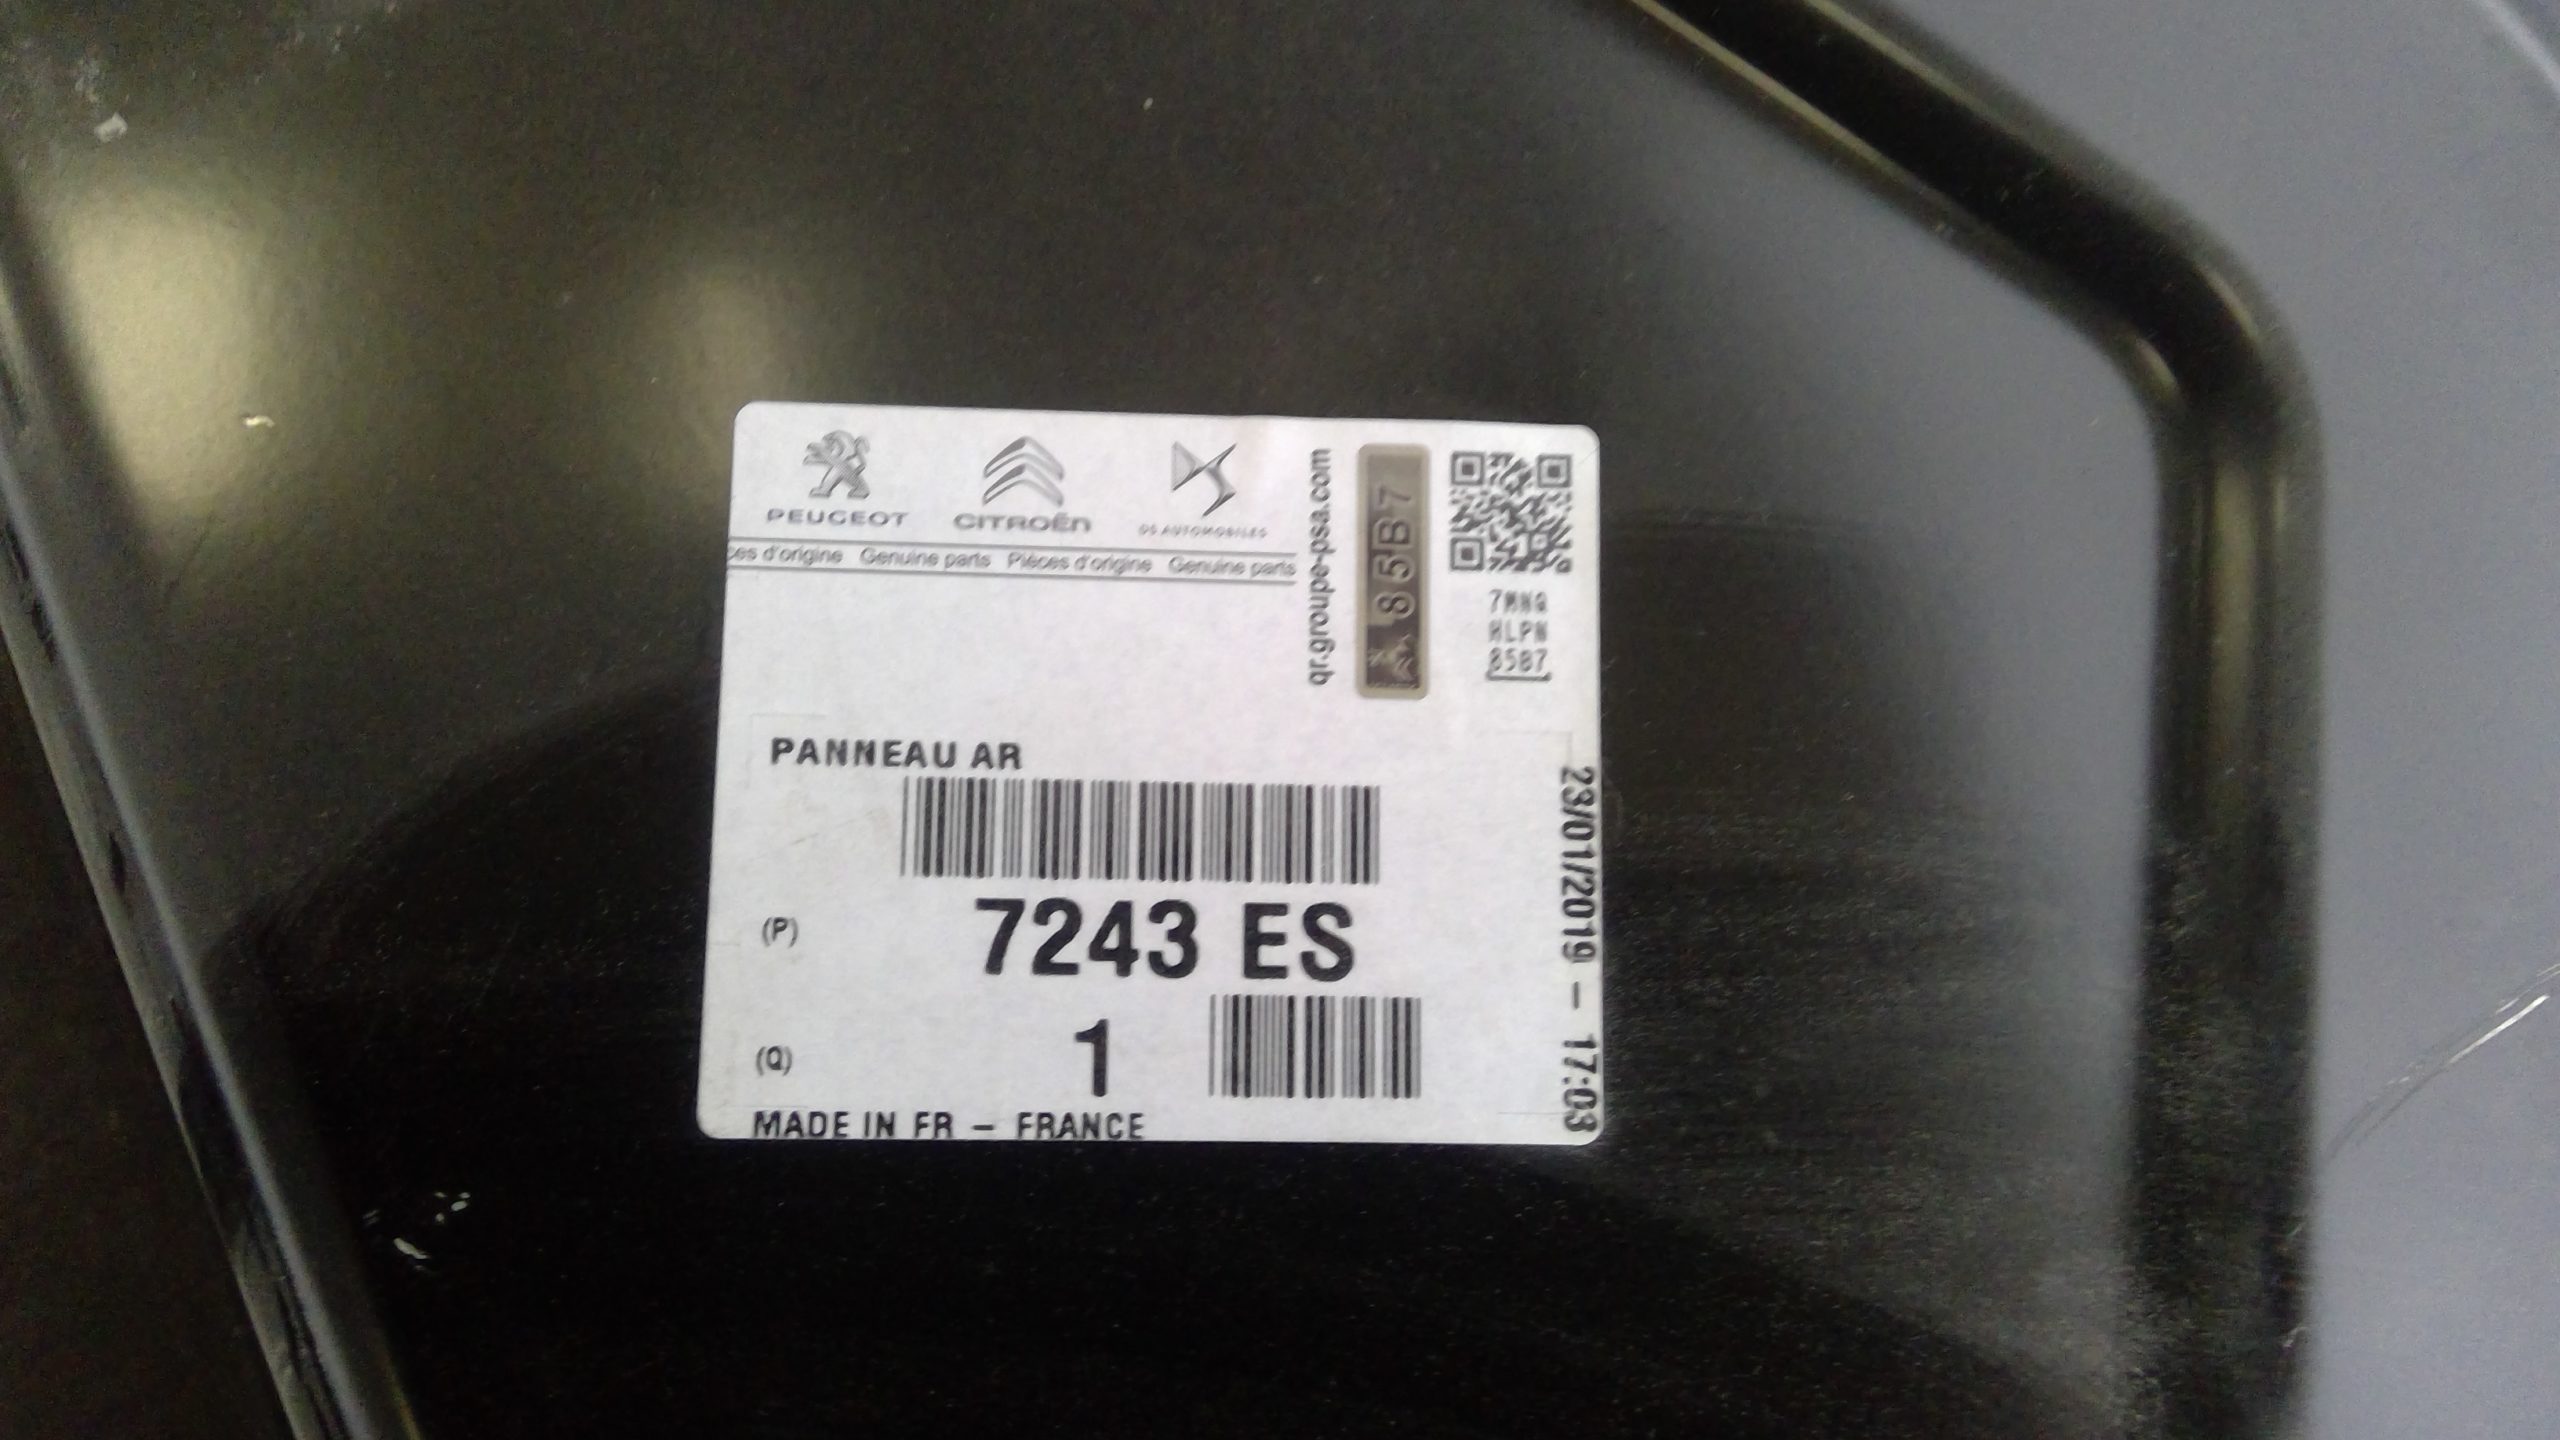 PEUGEOT CITROËN DS AUTOMOBILES
ces d'origine Genuine parts Pièces d'origine Genuine parts
qr.groupe-psa.com
85B7
7MNQ
HLPN
85B7
PANNEAU AR
(P) 7243 ES
(Q) 1
MADE IN FR – FRANCE
23/01/2019 – 17:03